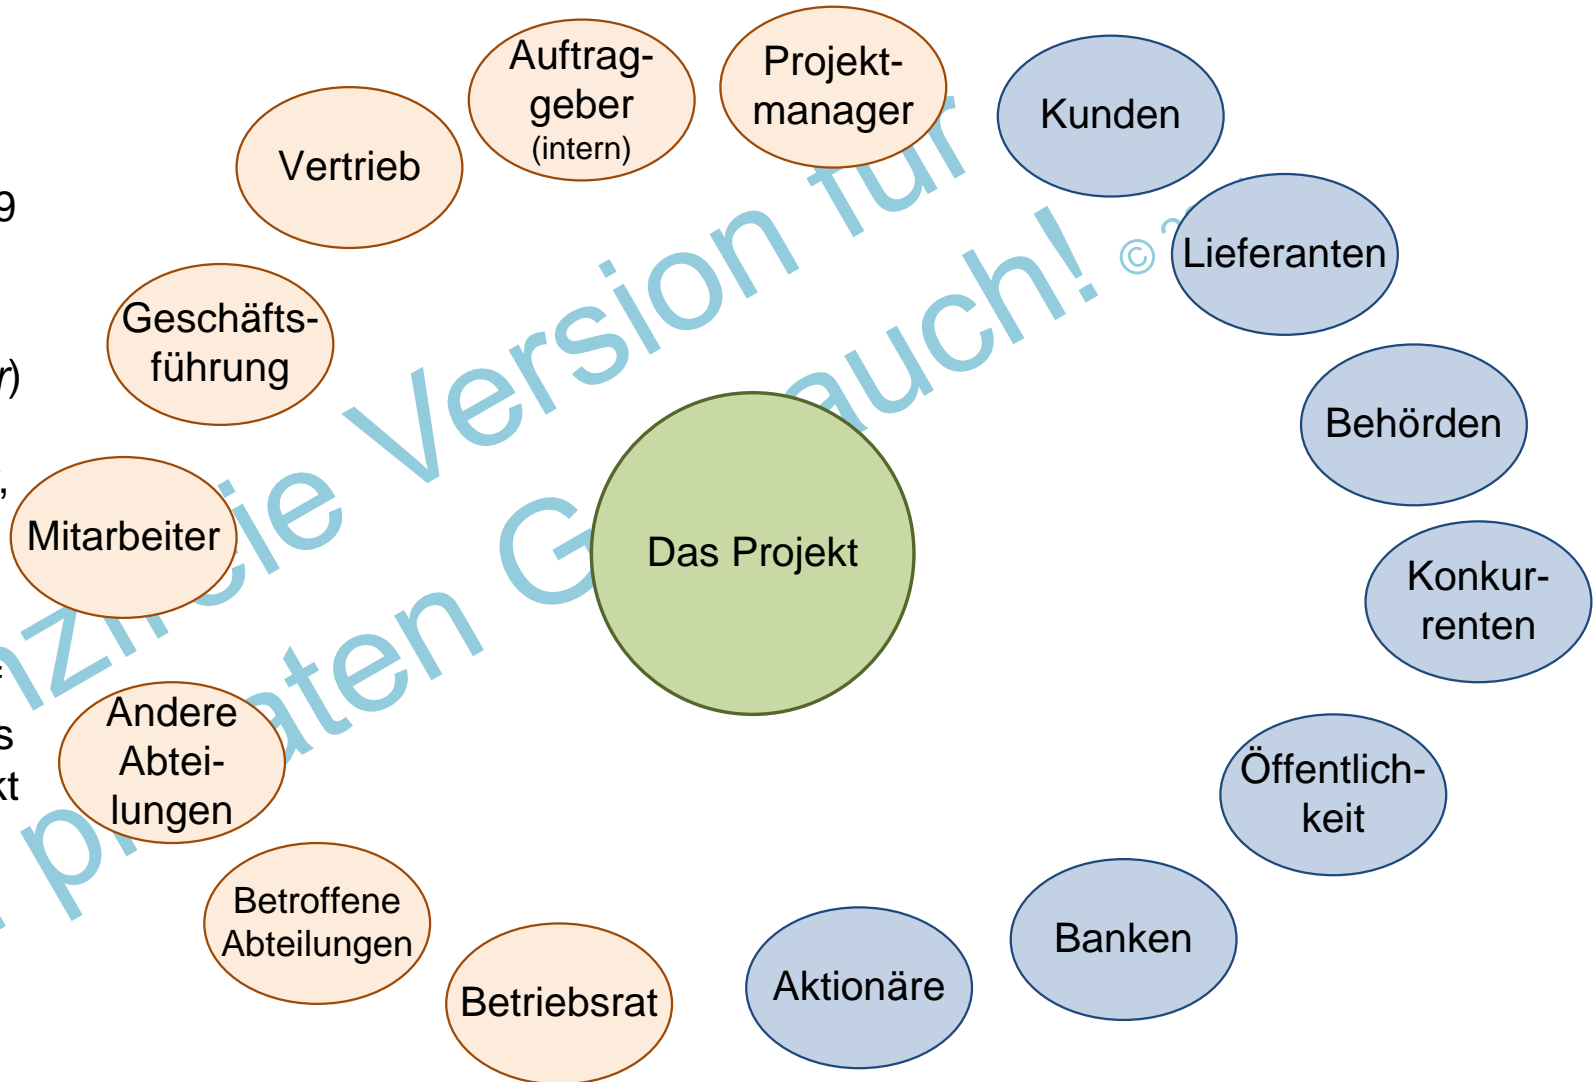 Auftrag-
geber
(intern)
Projekt-
manager
Kunden
Vertrieb
Lieferanten
Geschäfts-
führung
Behörden
Mitarbeiter
Das Projekt
Konkur-
renten
Andere
Abtei-
lungen
Öffentlich-
keit
Betroffene
Abteilungen
Banken
Betriebsrat
Aktionäre
9
r)
Version für
©